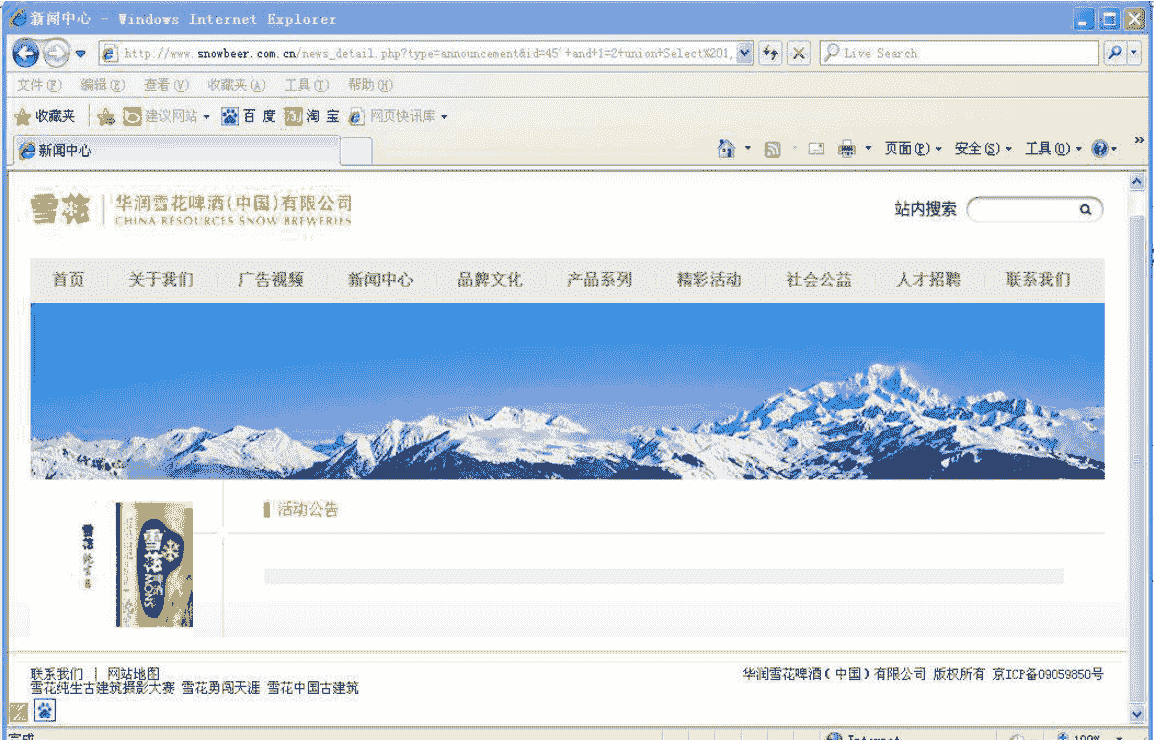 新闻中心 - Windows Internet Explorer
http://www.snowbeer.com.cn/news_detail.php?type=announcement&id=45'+and+1=2+union+Select%201,
Live Search
文件(F) 编辑(E) 查看(V) 收藏夹(A) 工具(T) 帮助(H)
收藏夹 建议网站 百度 淘宝 网页快讯库
新闻中心 页面(P) 安全(S) 工具(O) »
雪花 华润雪花啤酒(中国)有限公司
CHINA RESOURCES SNOW BREWERIES
站内搜索
首页 关于我们 广告视频 新闻中心 品牌文化 产品系列 精彩活动 社会公益 人才招聘 联系我们
活动公告
雪花
雪花
SNOW
联系我们 | 网站地图
雪花纯生古建筑摄影大赛 雪花勇闯天涯 雪花中国古建筑
华润雪花啤酒(中国)有限公司 版权所有 京ICP备09059850号
完成 Internet 100%